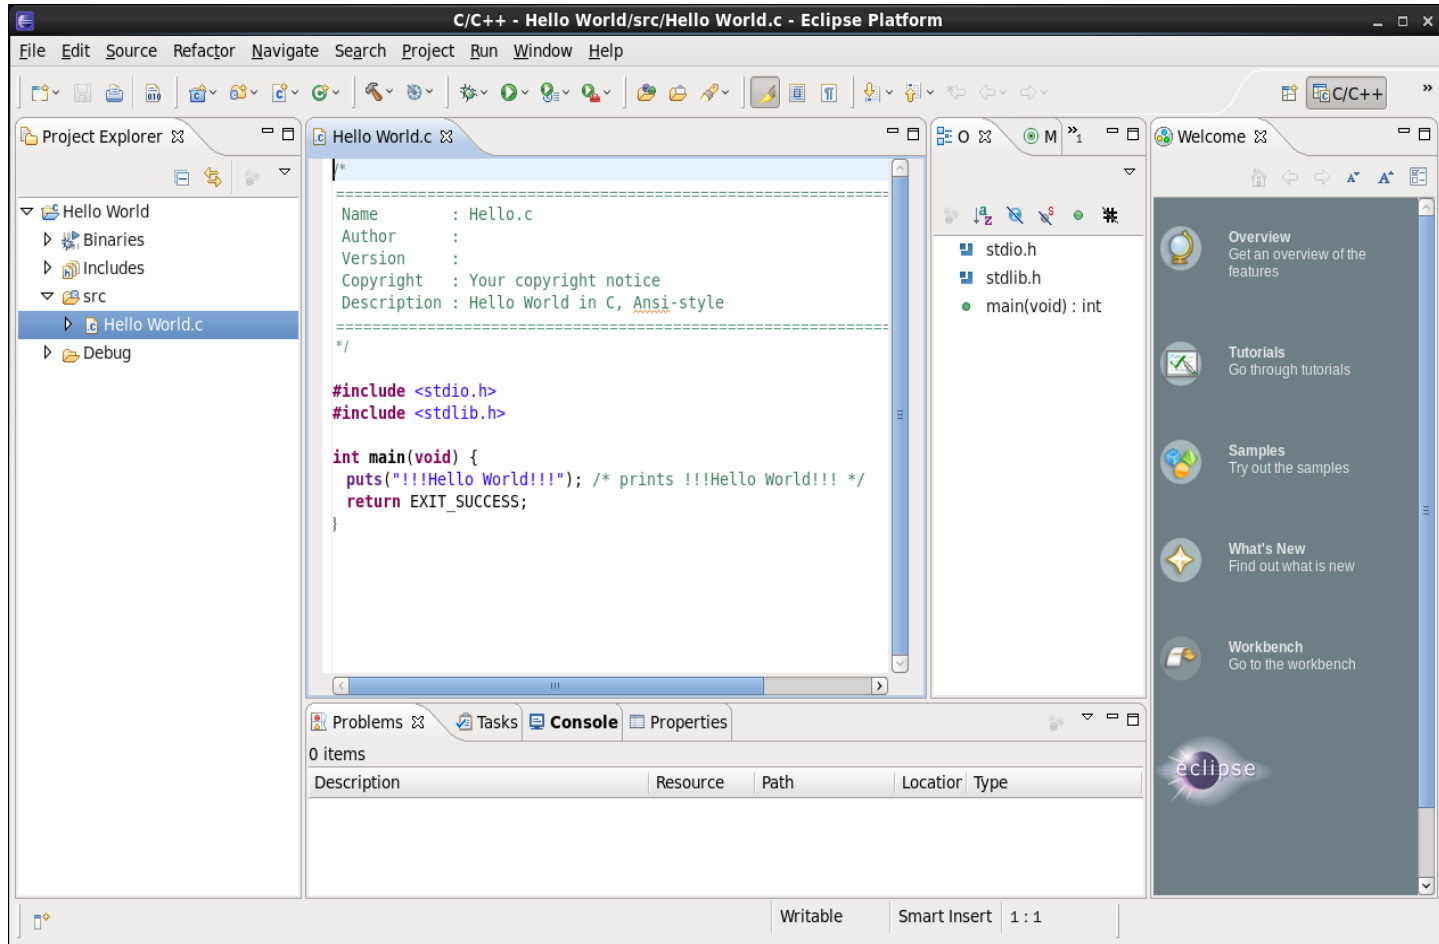 C/C++ - Hello World/src/Hello World.c - Eclipse Platform
File Edit Source Refactor Navigate Search Project Run Window Help
C/C++
Project Explorer
Hello World
Binaries
Includes
src
Hello World.c
Debug
Hello World.c
/*
============================================================
Name : Hello.c
Author :
Version :
Copyright : Your copyright notice
Description : Hello World in C, Ansi-style
============================================================
*/
#include <stdio.h>
#include <stdlib.h>
int main(void) {
puts("!!!Hello World!!!"); /* prints !!!Hello World!!! */
return EXIT_SUCCESS;
}
O M »1
stdio.h
stdlib.h
main(void) : int
Welcome
Overview
Get an overview of the
features
Tutorials
Go through tutorials
Samples
Try out the samples
What's New
Find out what is new
Workbench
Go to the workbench
eclipse
Problems Tasks Console Properties
0 items
Description Resource Path Location Type
Writable Smart Insert 1 : 1